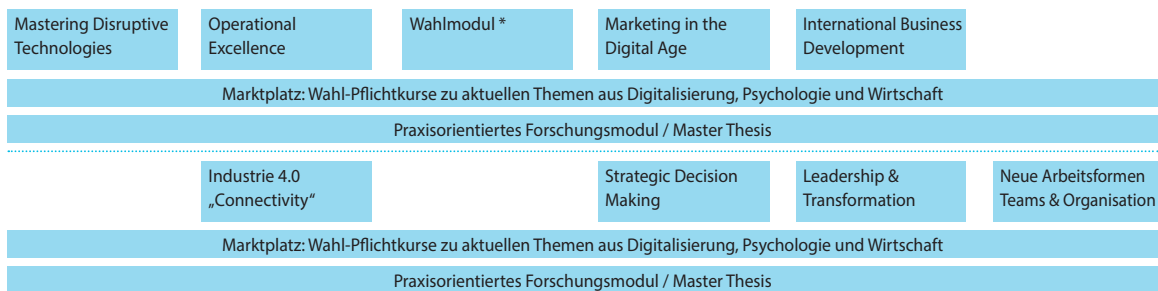 Mastering Disruptive
Technologies
Operational
Excellence
Wahlmodul *
Marketing in the
Digital Age
International Business
Development
Marktplatz: Wahl-Pflichtkurse zu aktuellen Themen aus Digitalisierung, Psychologie und Wirtschaft
Praxisorientiertes Forschungsmodul / Master Thesis
Industrie 4.0
„Connectivity“
Strategic Decision
Making
Leadership &
Transformation
Neue Arbeitsformen
Teams & Organisation
Marktplatz: Wahl-Pflichtkurse zu aktuellen Themen aus Digitalisierung, Psychologie und Wirtschaft
Praxisorientiertes Forschungsmodul / Master Thesis